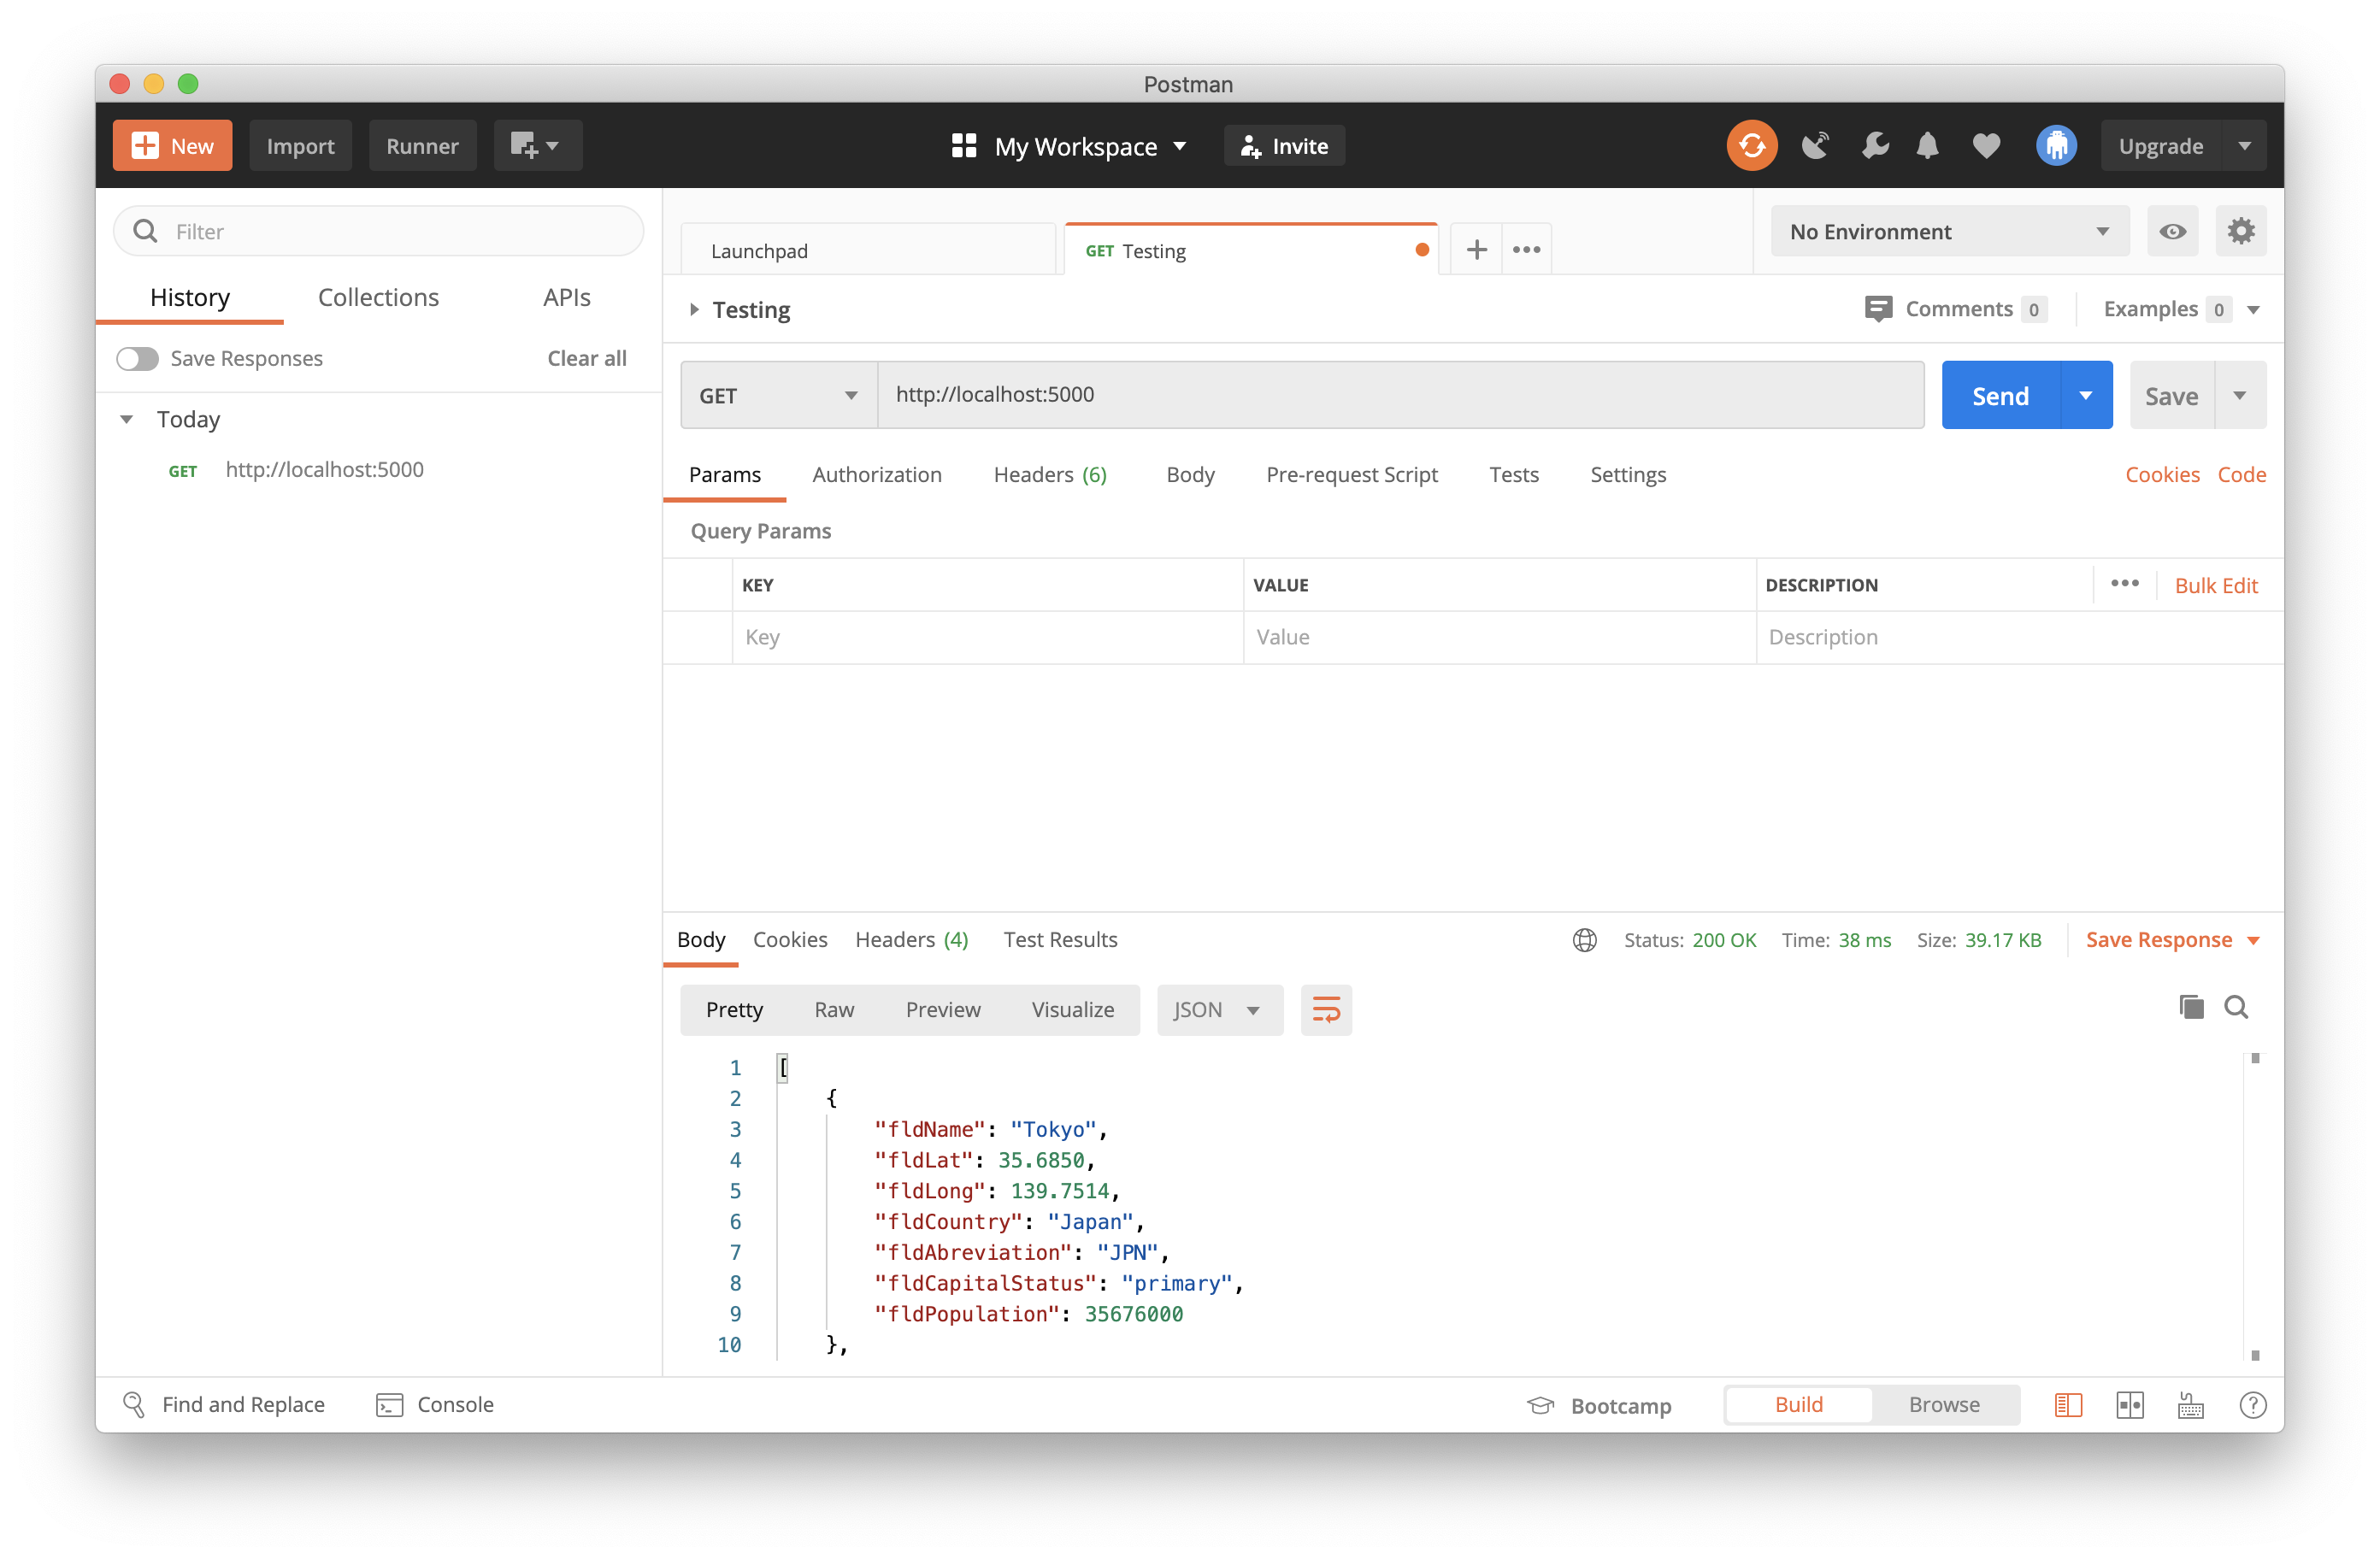 Postman
New Import Runner My Workspace Invite Upgrade
Filter
History Collections APIs
Save Responses Clear all
Today
GET http://localhost:5000
Launchpad GET Testing No Environment
Testing Comments 0 Examples 0
GET http://localhost:5000 Send Save
Params Authorization Headers (6) Body Pre-request Script Tests Settings Cookies Code
Query Params
KEY VALUE DESCRIPTION Bulk Edit
Key Value Description
Body Cookies Headers (4) Test Results Status: 200 OK Time: 38 ms Size: 39.17 KB Save Response
Pretty Raw Preview Visualize JSON
1 [
2 {
3 "fldName": "Tokyo",
4 "fldLat": 35.6850,
5 "fldLong": 139.7514,
6 "fldCountry": "Japan",
7 "fldAbreviation": "JPN",
8 "fldCapitalStatus": "primary",
9 "fldPopulation": 35676000
10 },
Find and Replace Console Bootcamp Build Browse